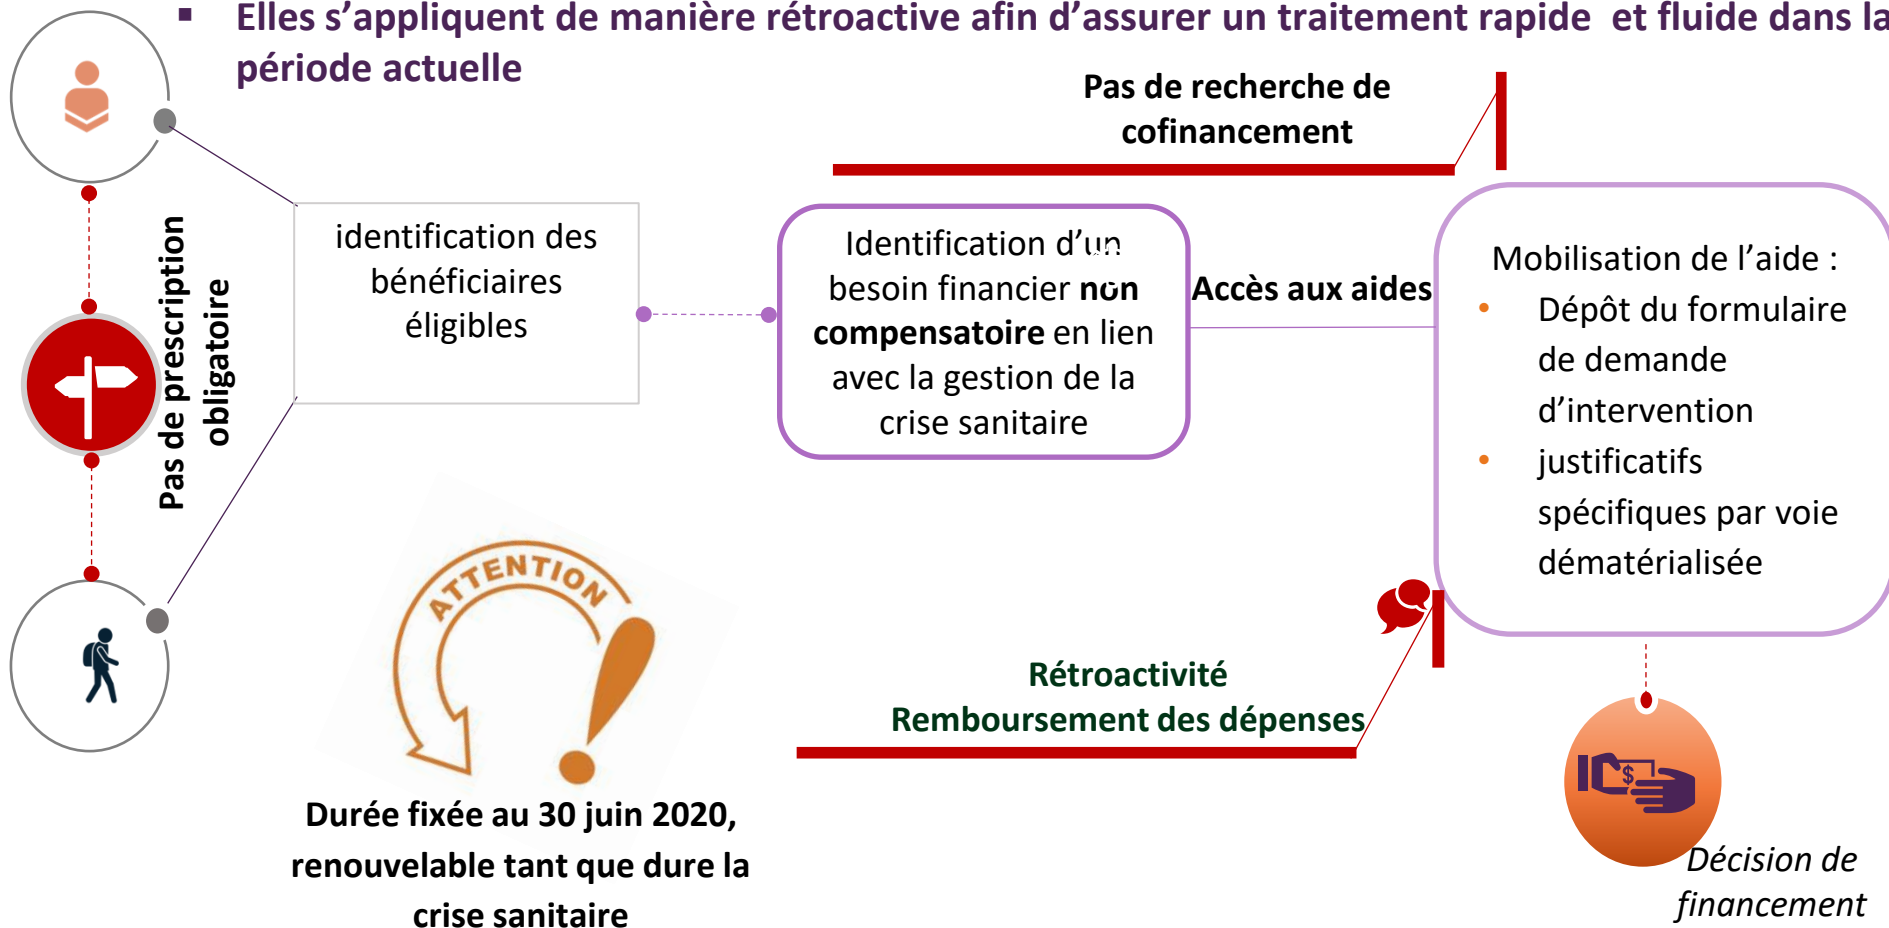 ▪ Elles s’appliquent de manière rétroactive afin d’assurer un traitement rapide et fluide dans la
période actuelle
Pas de recherche de
cofinancement
Pas de prescription
obligatoire
identification des
bénéficiaires
éligibles
Identification d’un
besoin financier non
compensatoire en lien
avec la gestion de la
crise sanitaire
Accès aux aides
Mobilisation de l’aide :
• Dépôt du formulaire
de demande
d’intervention
• justificatifs
spécifiques par voie
dématérialisée
ATTENTION
!
Rétroactivité
Remboursement des dépenses
$
Durée fixée au 30 juin 2020,
renouvelable tant que dure la
crise sanitaire
Décision de
financement